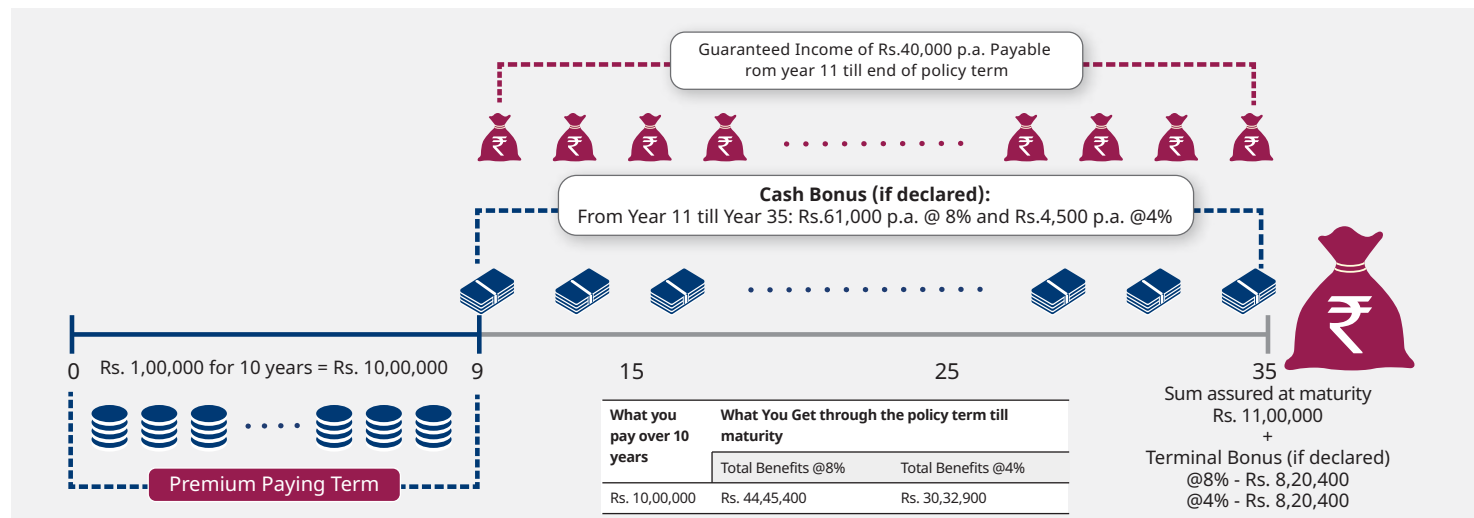 Guaranteed Income of Rs.40,000 p.a. Payable
rom year 11 till end of policy term
₹ ₹ ₹ ₹ ₹ ₹ ₹ ₹
Cash Bonus (if declared):
From Year 11 till Year 35: Rs.61,000 p.a. @ 8% and Rs.4,500 p.a. @4%
₹
0 Rs. 1,00,000 for 10 years = Rs. 10,00,000 9 15 25 35
Premium Paying Term
What you
pay over 10
years
What You Get through the policy term till
maturity
Total Benefits @8% Total Benefits @4%
Rs. 10,00,000 Rs. 44,45,400 Rs. 30,32,900
Sum assured at maturity
Rs. 11,00,000
+
Terminal Bonus (if declared)
@8% - Rs. 8,20,400
@4% - Rs. 8,20,400